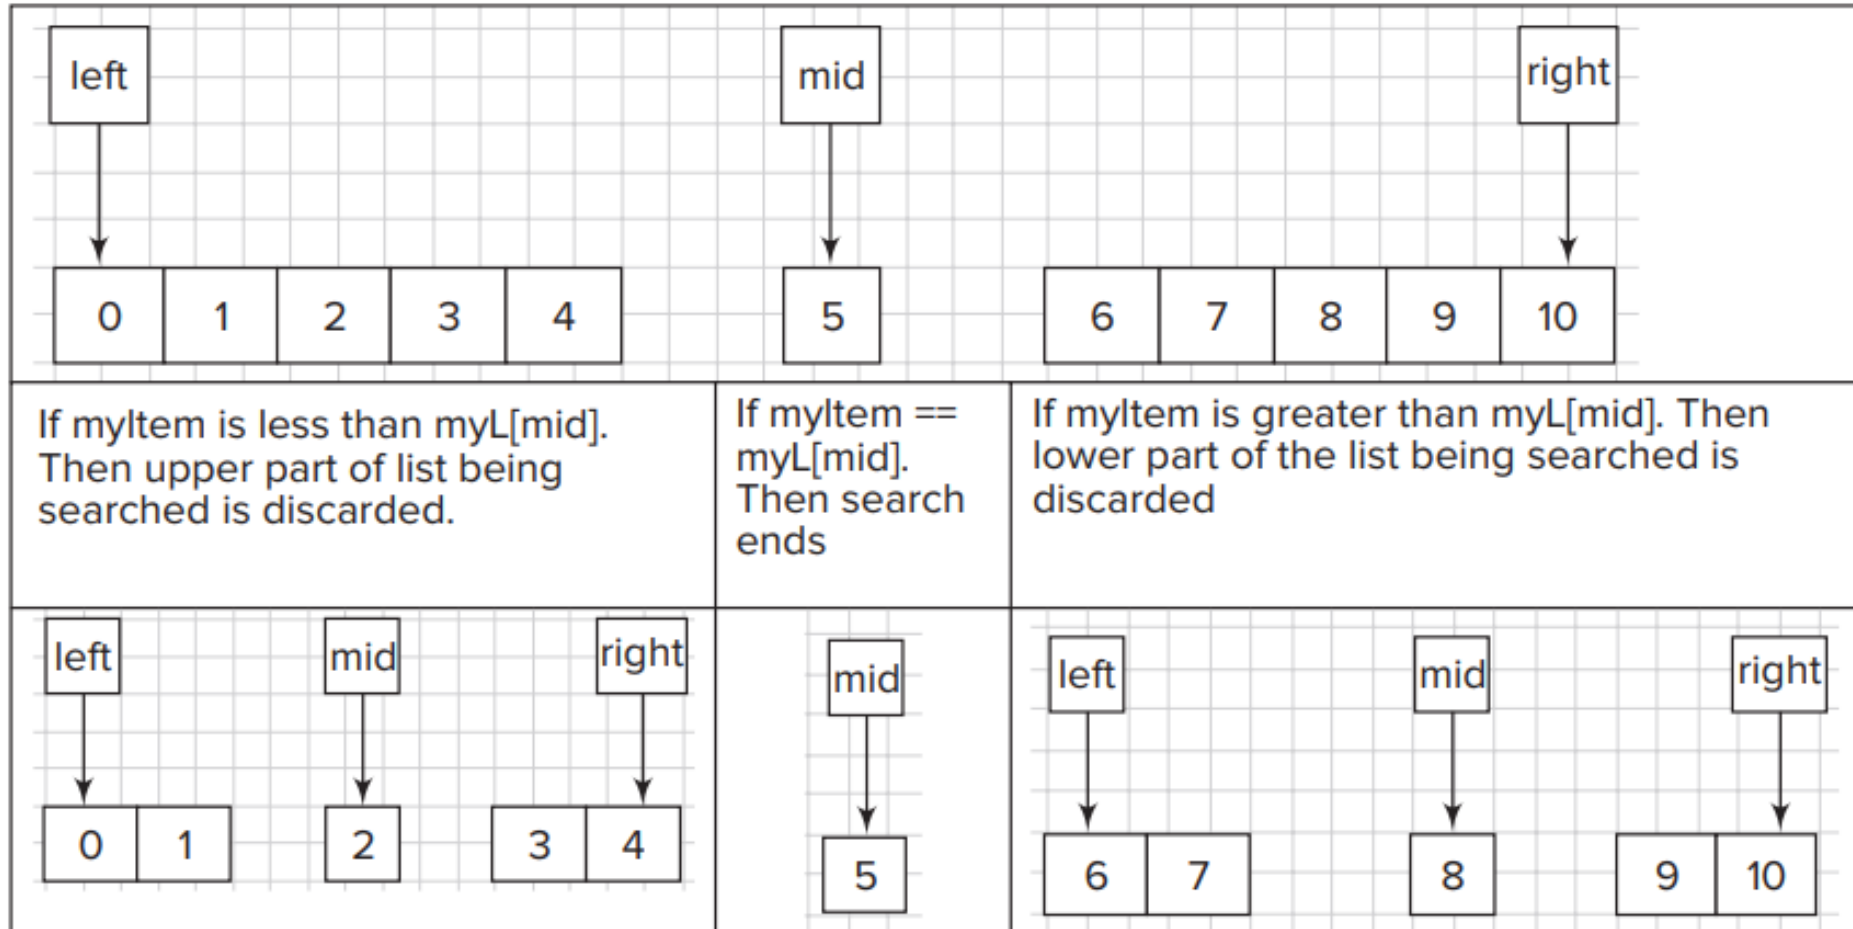 left mid right
0 1 2 3 4 5 6 7 8 9 10
If myItem is less than myL[mid].
Then upper part of list being
searched is discarded.
If myItem ==
myL[mid].
Then search
ends
If myItem is greater than myL[mid]. Then
lower part of the list being searched is
discarded
left mid right
0 1 2 3 4
mid
5
left mid right
6 7 8 9 10